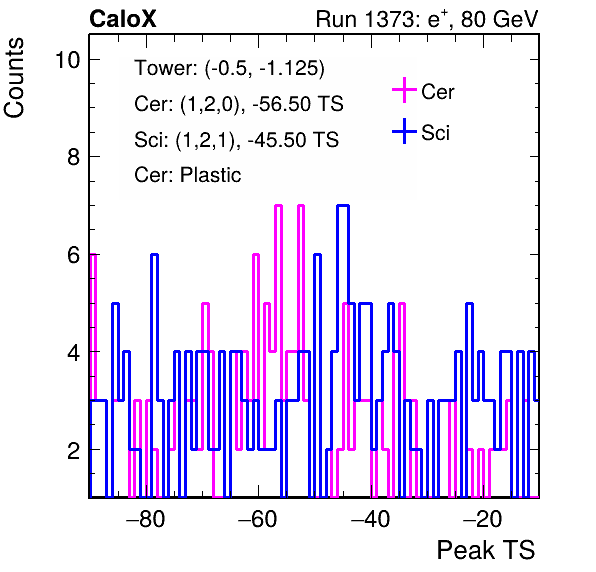 CaloX Run 1373: e⁺, 80 GeV
Counts
10
8
6
4
2
Tower: (-0.5, -1.125)
Cer: (1,2,0), -56.50 TS
Sci: (1,2,1), -45.50 TS
Cer: Plastic
Cer
Sci
−80 −60 −40 −20
Peak TS